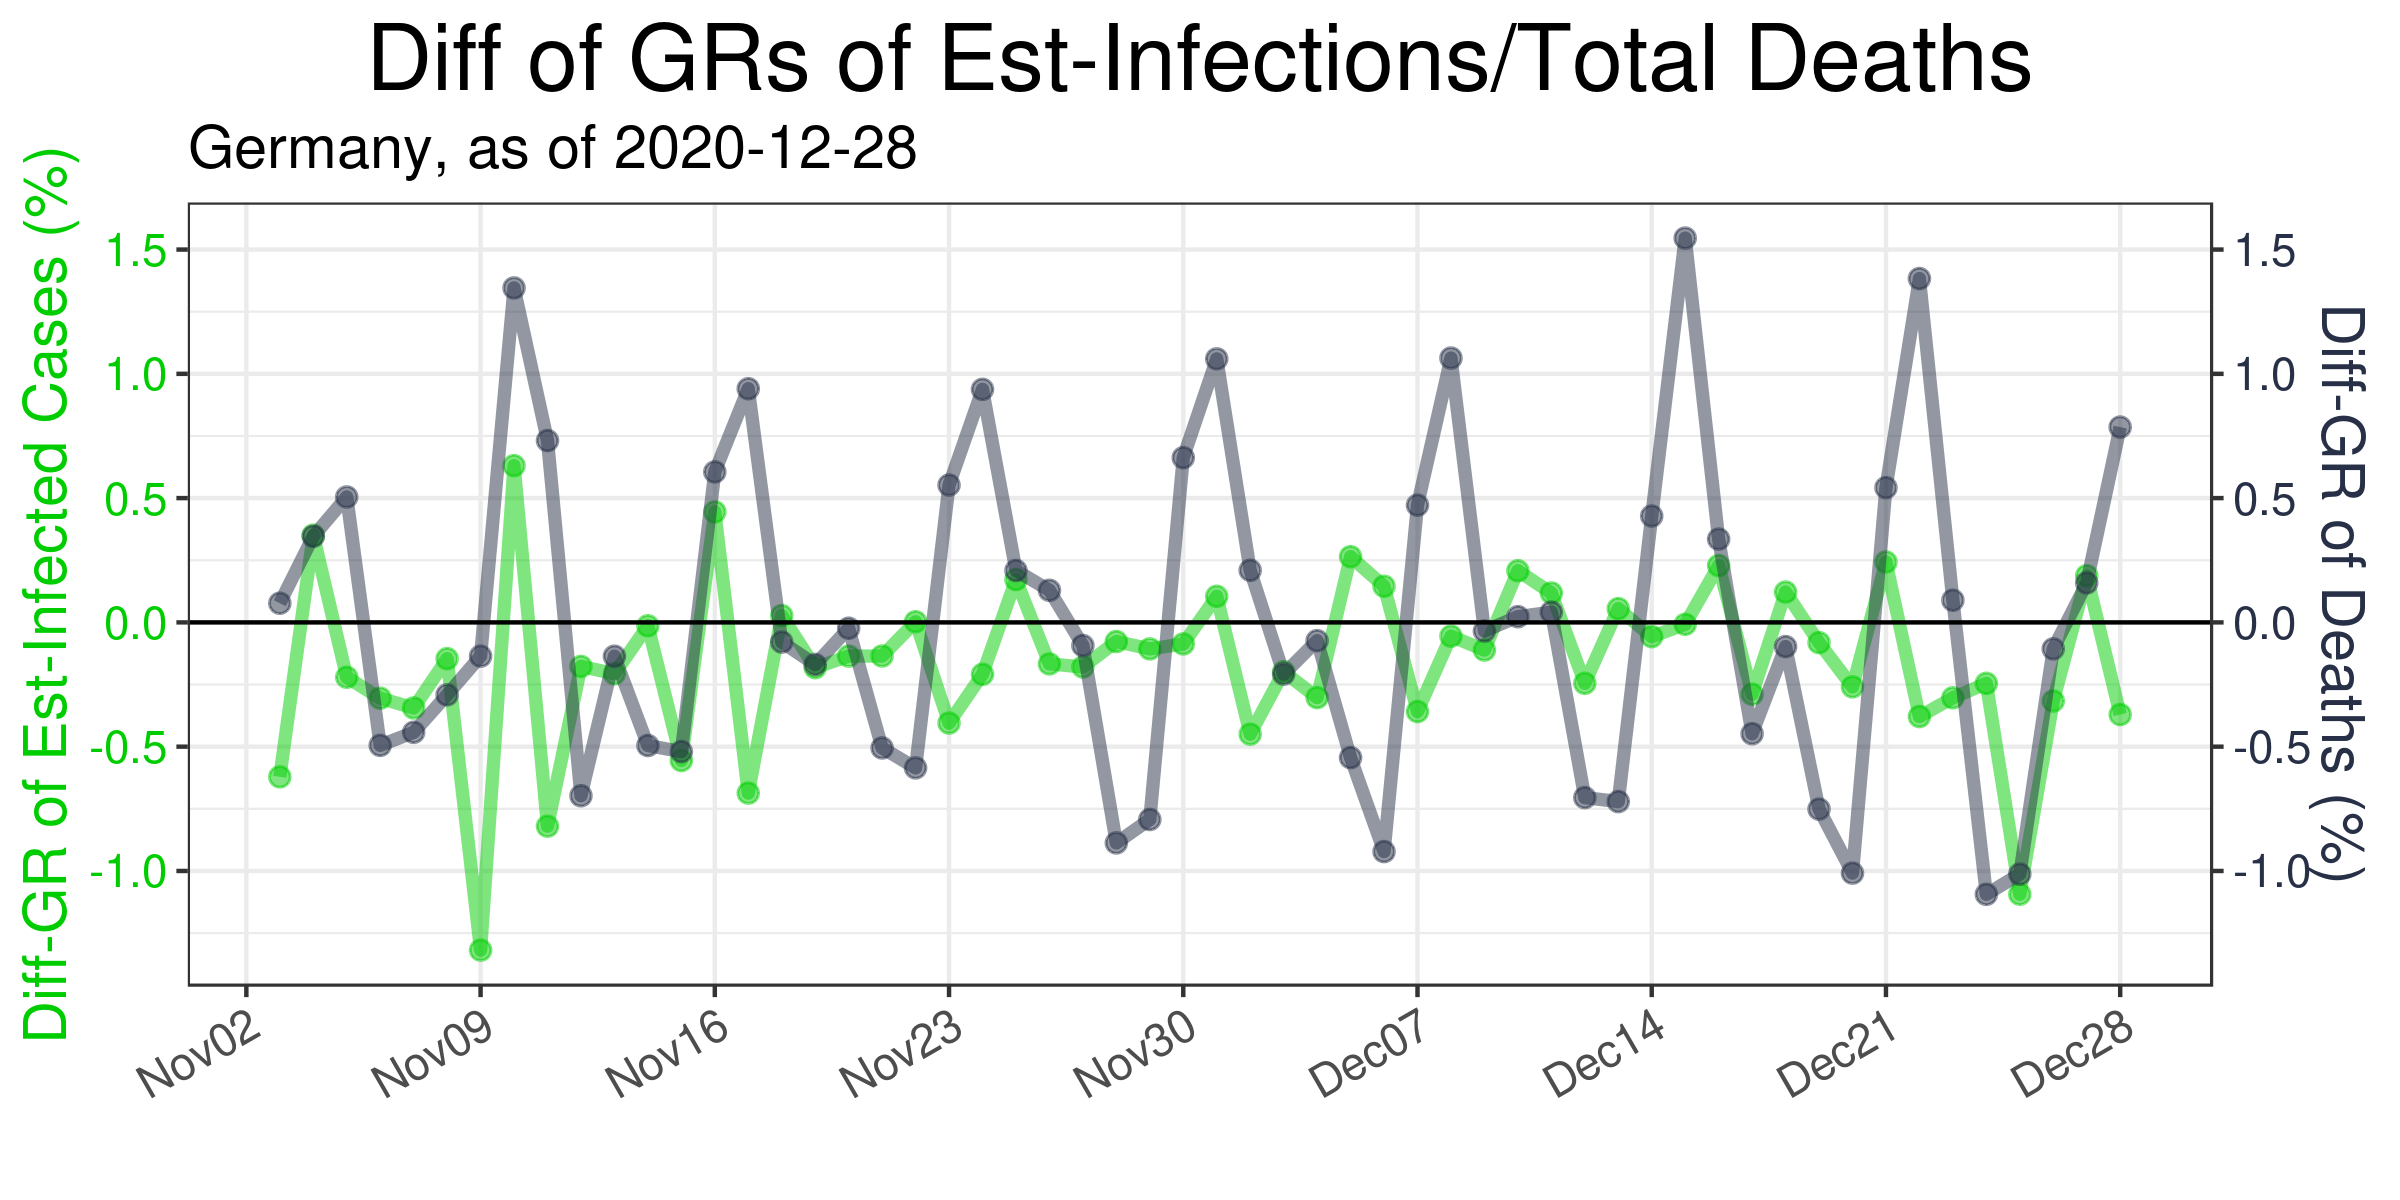 Diff of GRs of Est-Infections/Total Deaths
Germany, as of 2020-12-28
Diff-GR of Est-Infected Cases (%)
1.5
1.0
0.5
0.0
-0.5
-1.0
1.5
1.0
0.5
0.0
-0.5
-1.0
Diff-GR of Deaths (%)
Nov02
Nov09
Nov16
Nov23
Nov30
Dec07
Dec14
Dec21
Dec28